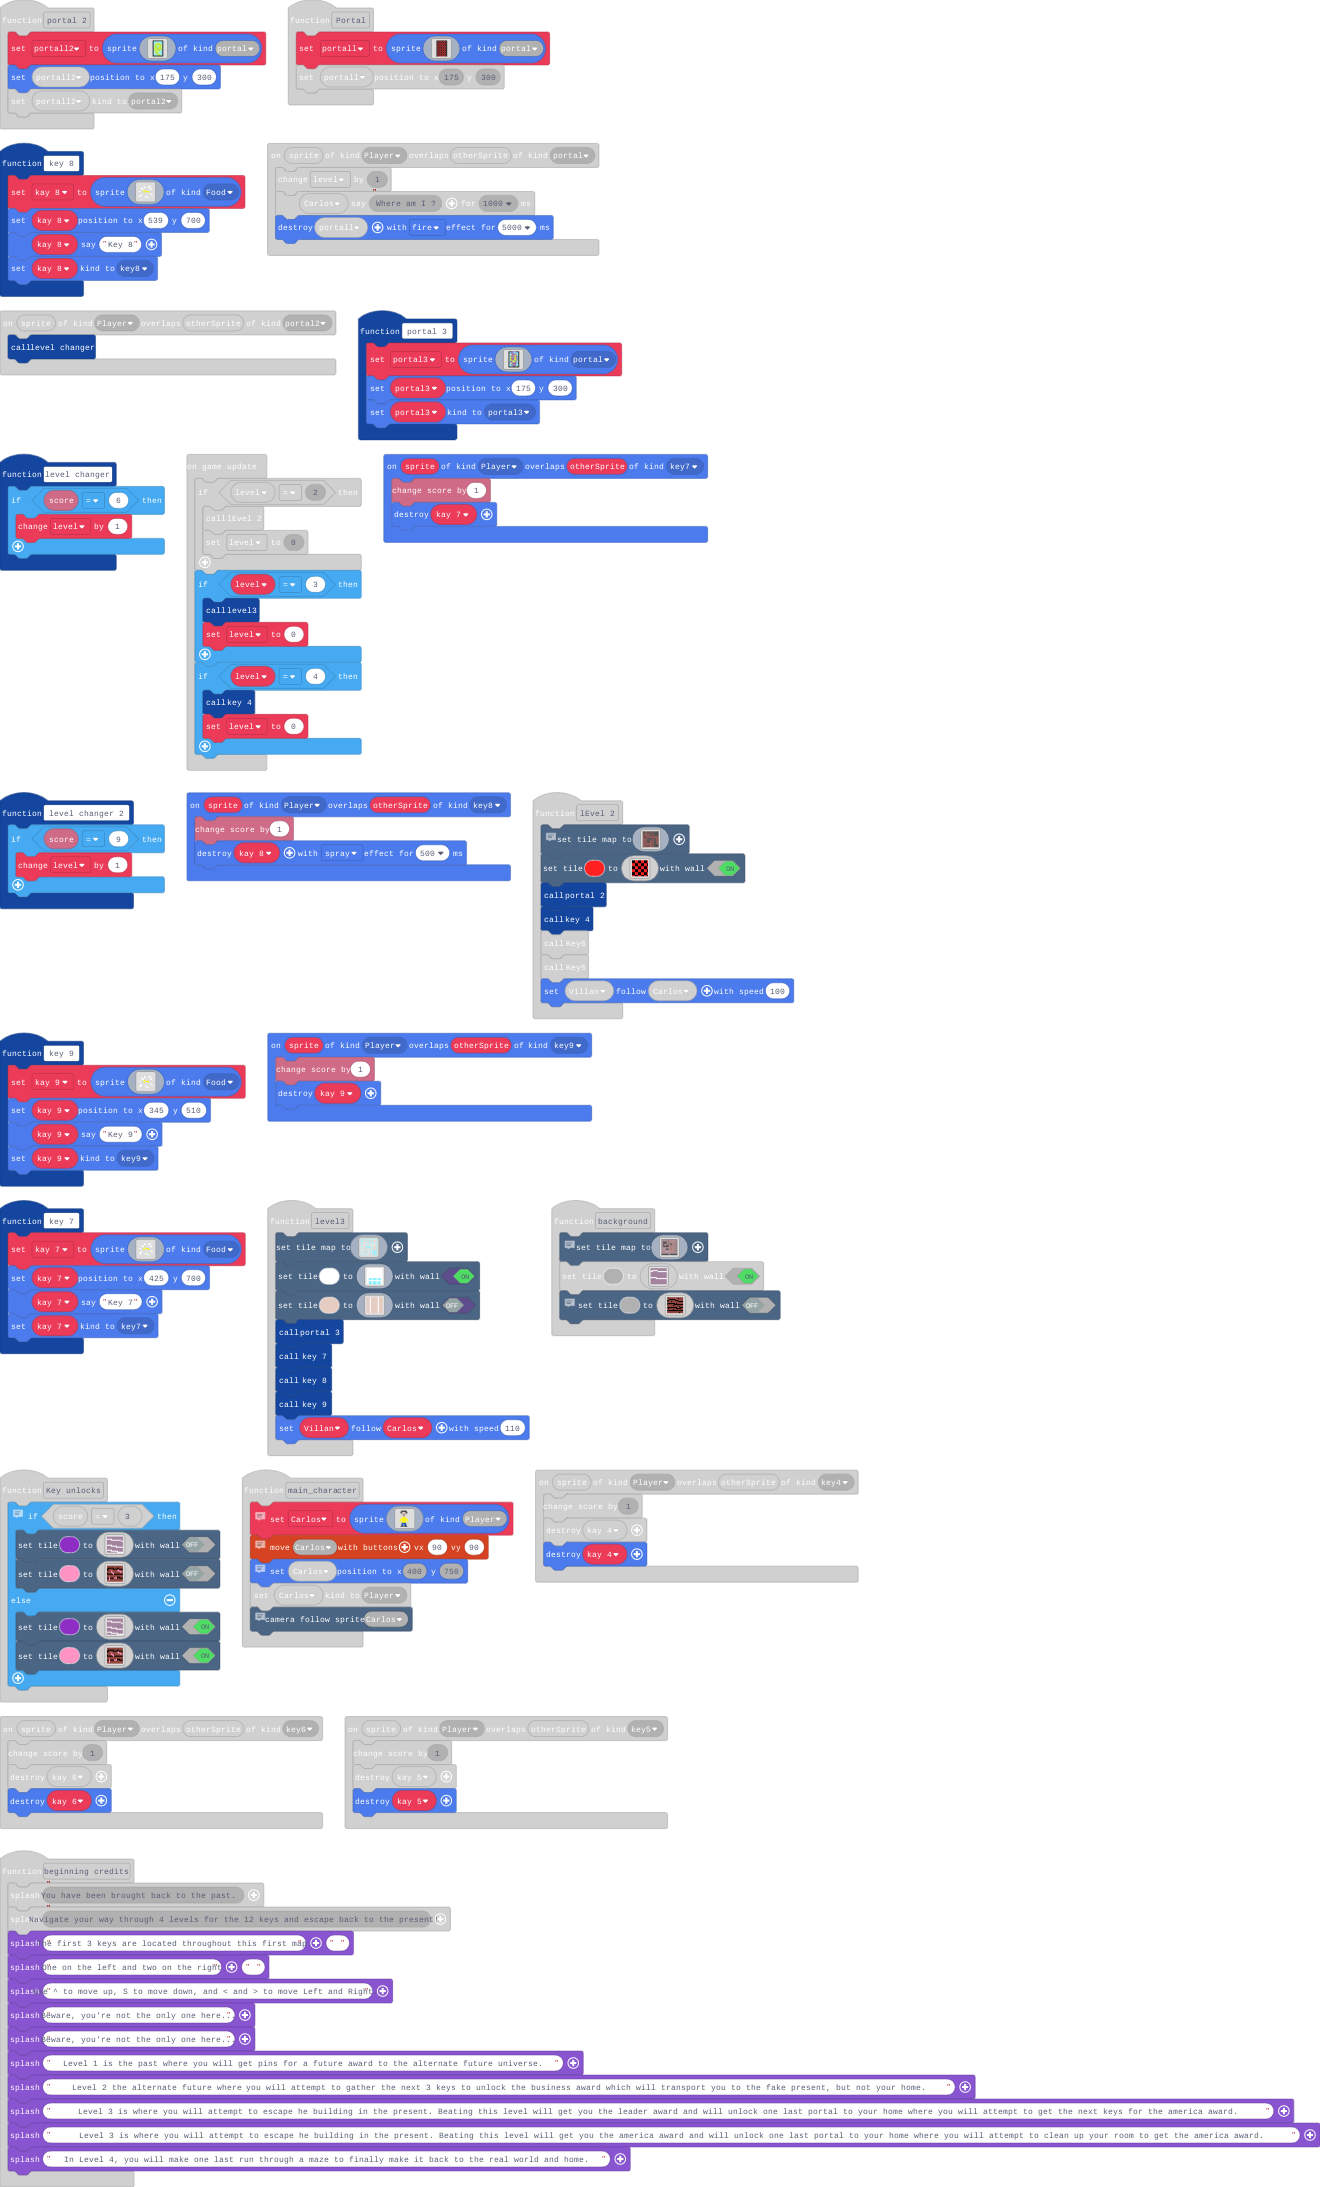 function portal 2
set portall2 to sprite of kind portal
set portall2 position to x 175 y 300
set portall2 kind to portal2
function Portal
set portall to sprite of kind portal
set portall position to x 175 y 300
function key 8
set kay 8 to sprite of kind Food
set kay 8 position to x 539 y 700
kay 8 say "Key 8"
set kay 8 kind to key8
on sprite of kind Player overlaps otherSprite of kind portal
change level by 1
Carlos say "Where am I ? for 1000 ms
destroy portall with fire effect for 5000 ms
on sprite of kind Player overlaps otherSprite of kind portal2
call level changer
function portal 3
set portal3 to sprite of kind portal
set portal3 position to x 175 y 300
set portal3 kind to portal3
function level changer
if score = 6 then
change level by 1
on game update
if level = 2 then
call lEvel 2
set level to 0
if level = 3 then
call level3
set level to 0
if level = 4 then
call key 4
set level to 0
on sprite of kind Player overlaps otherSprite of kind key7
change score by 1
destroy kay 7
function level changer 2
if score = 9 then
change level by 1
on sprite of kind Player overlaps otherSprite of kind key8
change score by 1
destroy kay 8 with spray effect for 500 ms
function lEvel 2
set tile map to
set tile to with wall ON
call portal 2
call key 4
call Key6
call Key5
set Villan follow Carlos with speed 100
function key 9
set kay 9 to sprite of kind Food
set kay 9 position to x 345 y 510
kay 9 say "Key 9"
set kay 9 kind to key9
on sprite of kind Player overlaps otherSprite of kind key9
change score by 1
destroy kay 9
function key 7
set kay 7 to sprite of kind Food
set kay 7 position to x 425 y 700
kay 7 say "Key 7"
set kay 7 kind to key7
function level3
set tile map to
set tile to with wall ON
set tile to with wall OFF
call portal 3
call key 7
call key 8
call key 9
set Villan follow Carlos with speed 110
function background
set tile map to
set tile to with wall ON
set tile to with wall OFF
function Key unlocks
if score = 3 then
set tile to with wall OFF
set tile to with wall OFF
else
set tile to with wall ON
set tile to with wall ON
function main_character
set Carlos to sprite of kind Player
move Carlos with buttons vx 90 vy 90
set Carlos position to x 400 y 750
set Carlos kind to Player
camera follow sprite Carlos
on sprite of kind Player overlaps otherSprite of kind key4
change score by 1
destroy kay 4
destroy kay 4
on sprite of kind Player overlaps otherSprite of kind key6
change score by 1
destroy kay 6
destroy kay 6
on sprite of kind Player overlaps otherSprite of kind key5
change score by 1
destroy kay 5
destroy kay 5
function beginning credits
splash You have been brought back to the past.
splash Navigate your way through 4 levels for the 12 keys and escape back to the present
splash first 3 keys are located throughout this first map " "
splash One on the left and two on the right " "
splash ^ to move up, S to move down, and < and > to move Left and Right
splash Beware, you're not the only one here."
splash Beware, you're not the only one here."
splash " Level 1 is the past where you will get pins for a future award to the alternate future universe. "
splash " Level 2 the alternate future where you will attempt to gather the next 3 keys to unlock the business award which will transport you to the fake present, but not your home. "
splash " Level 3 is where you will attempt to escape he building in the present. Beating this level will get you the leader award and will unlock one last portal to your home where you will attempt to get the next keys for the america award. "
splash " Level 3 is where you will attempt to escape he building in the present. Beating this level will get you the america award and will unlock one last portal to your home where you will attempt to clean up your room to get the america award. "
splash " In Level 4, you will make one last run through a maze to finally make it back to the real world and home. "